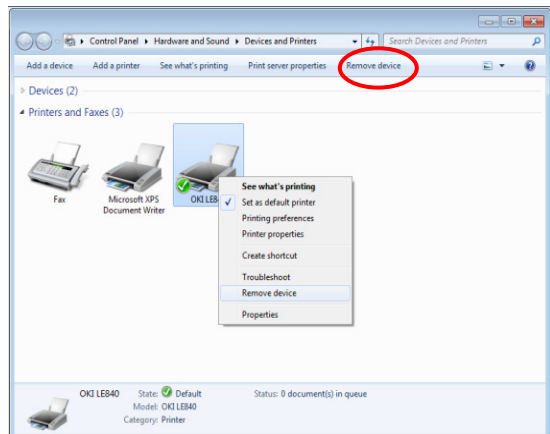 Control Panel ▸ Hardware and Sound ▸ Devices and Printers
Search Devices and Printers
Add a device Add a printer See what's printing Print server properties Remove device
Devices (2)
Printers and Faxes (3)
Fax
Microsoft XPS
Document Writer
OKI LE84
See what's printing
Set as default printer
Printing preferences
Printer properties
Create shortcut
Troubleshoot
Remove device
Properties
OKI LE840 State: Default Status: 0 document(s) in queue
Model: OKI LE840
Category: Printer